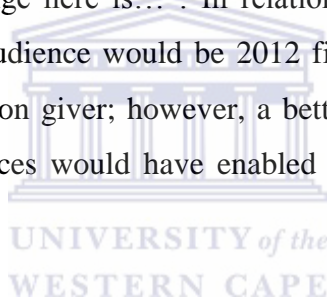 ge here is… . In relation
udience would be 2012 fi
on giver; however, a bett
ces would have enabled
UNIVERSITY of the
WESTERN CAPE